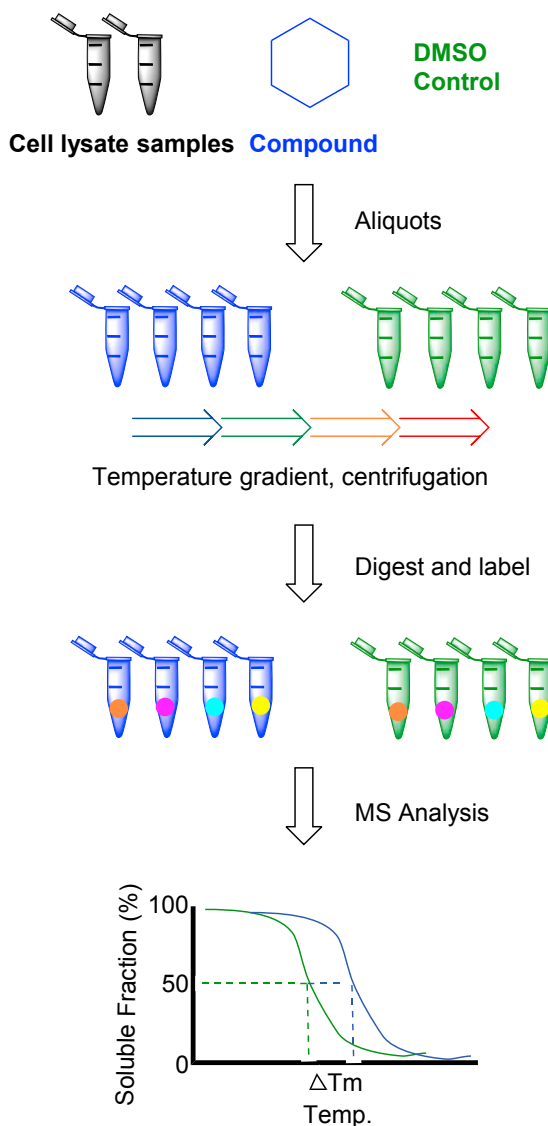 DMSO
Control
Cell lysate samples
Compound
Aliquots
Temperature gradient, centrifugation
Digest and label
MS Analysis
Soluble Fraction (%)
100
50
0
△Tm
Temp.